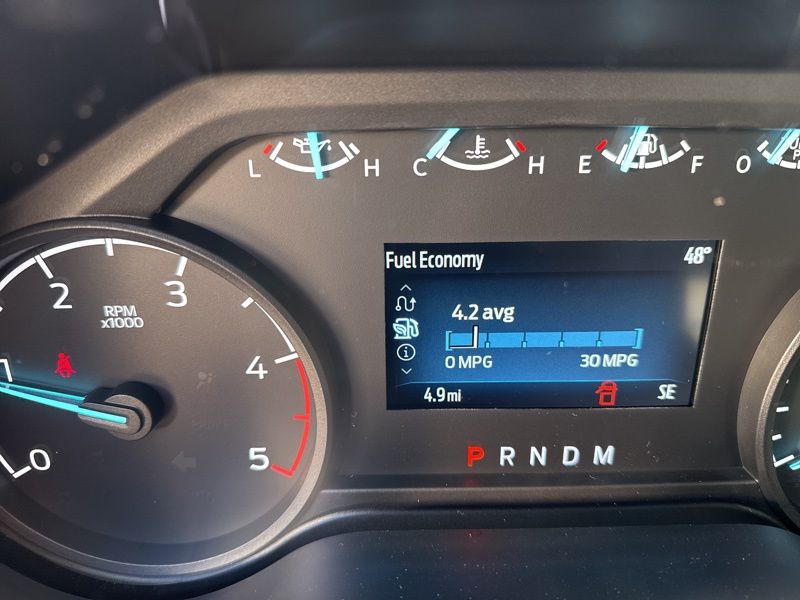 L H C H E F O
Fuel Economy 48°
4.2 avg
0 MPG 30 MPG
4.9 mi SE
P R N D M
RPM
x1000
0 1 2 3 4 5